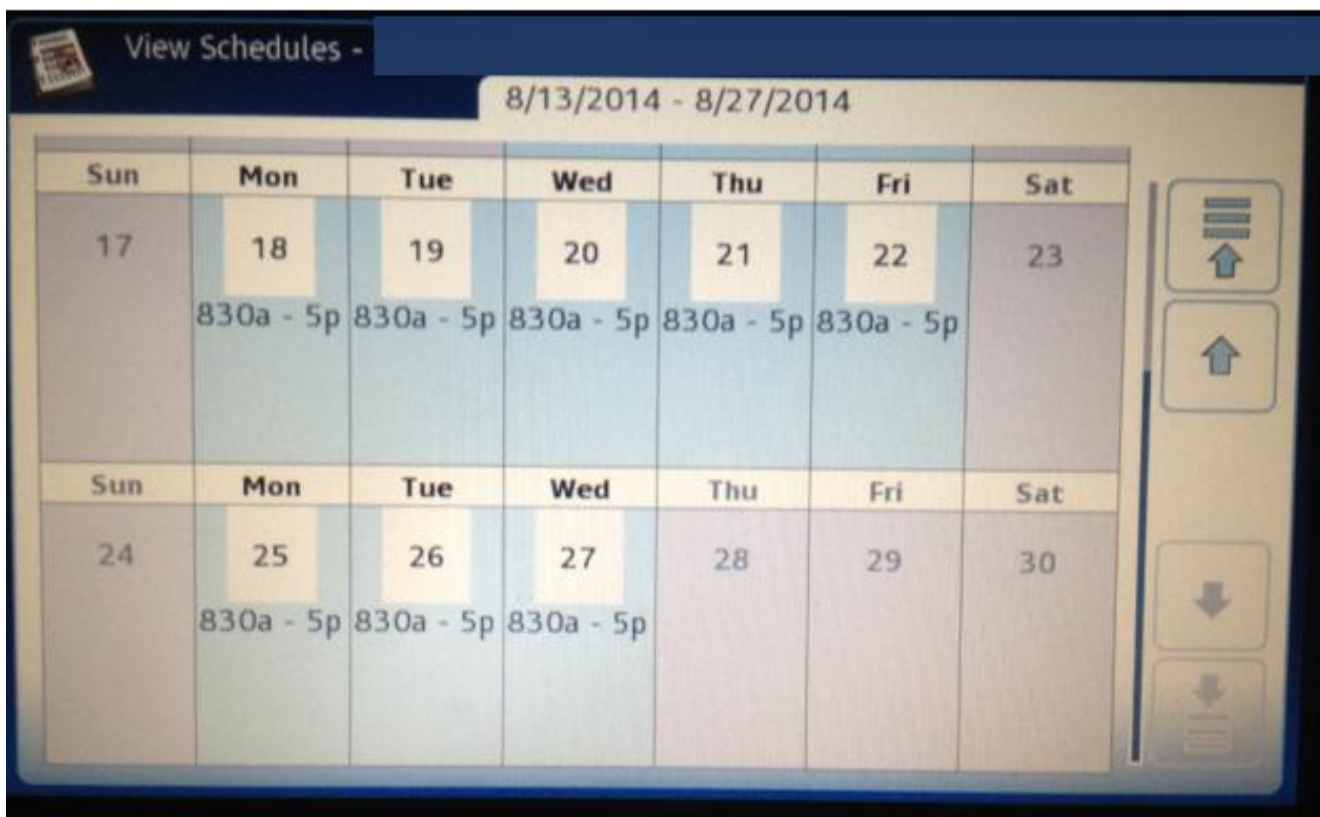 View Schedules -
8/13/2014 - 8/27/2014
Sun Mon Tue Wed Thu Fri Sat
17 18 19 20 21 22 23
830a - 5p 830a - 5p 830a - 5p 830a - 5p 830a - 5p
Sun Mon Tue Wed Thu Fri Sat
24 25 26 27 28 29 30
830a - 5p 830a - 5p 830a - 5p